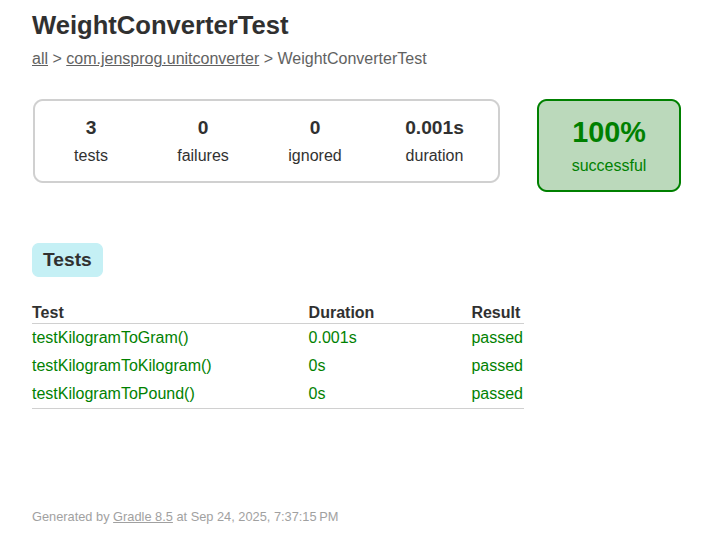 WeightConverterTest
all > com.jensprog.unitconverter > WeightConverterTest
3 0 0 0.001s
tests failures ignored duration
100%
successful
Tests
Test Duration Result
testKilogramToGram() 0.001s passed
testKilogramToKilogram() 0s passed
testKilogramToPound() 0s passed
Generated by Gradle 8.5 at Sep 24, 2025, 7:37:15 PM